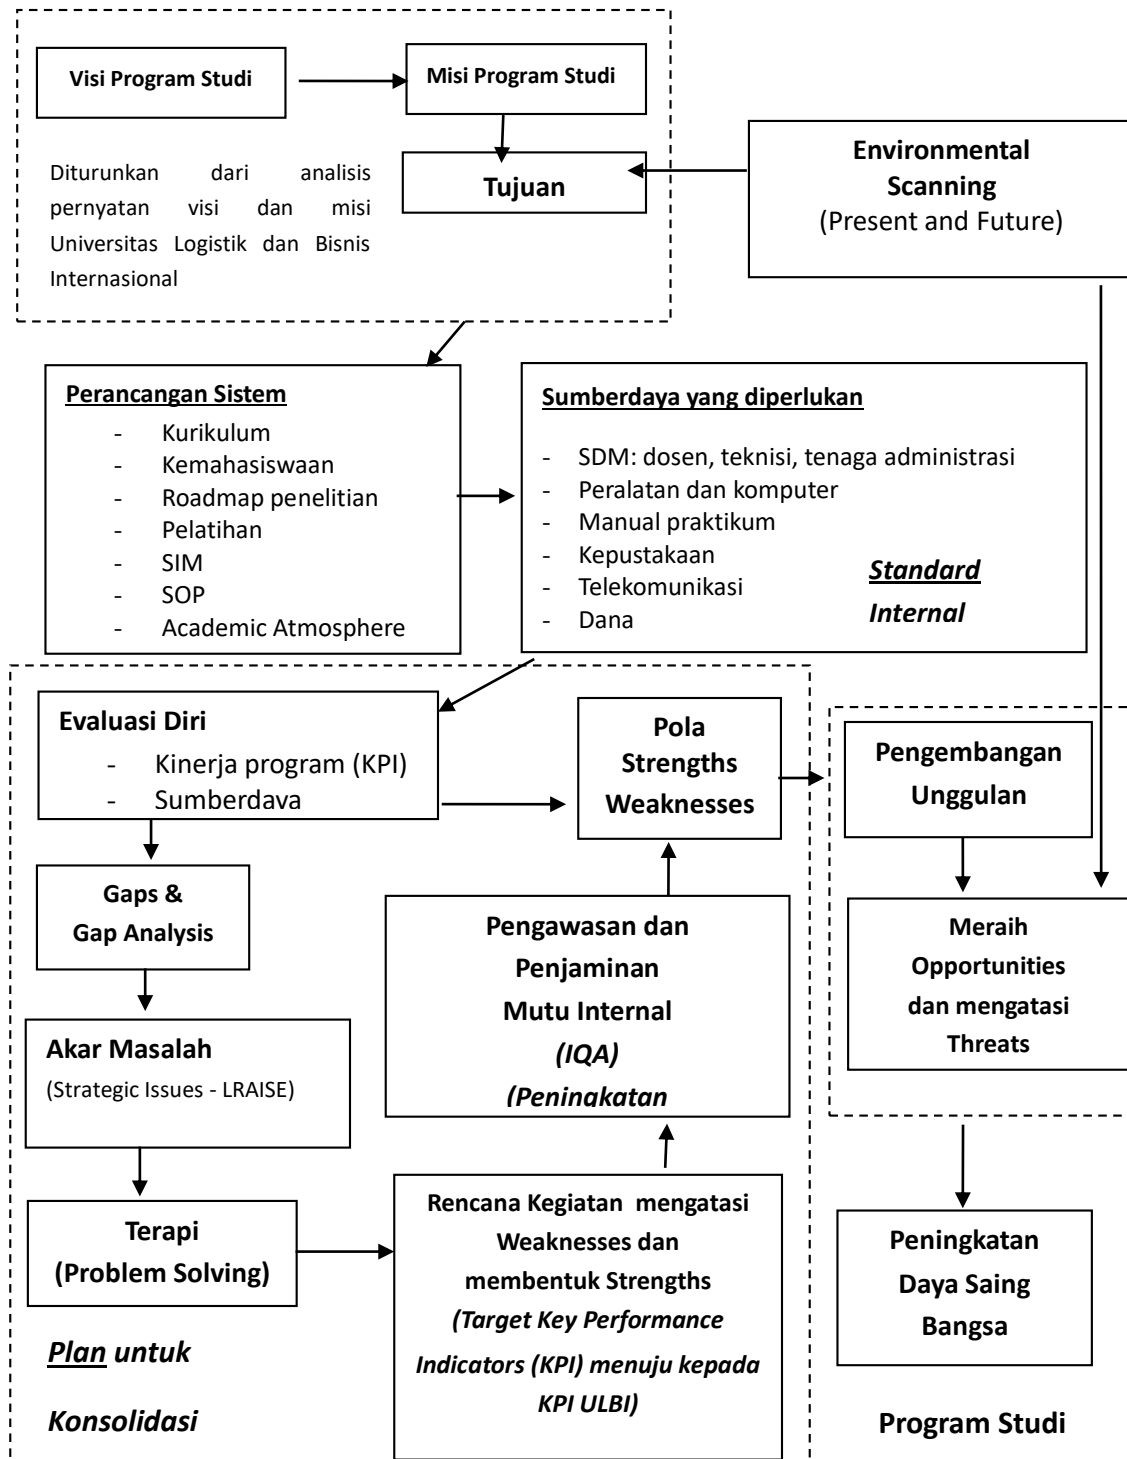 Visi Program Studi
Misi Program Studi
Tujuan
Diturunkan dari analisis
pernyatan visi dan misi
Universitas Logistik dan Bisnis
Internasional
Environmental
Scanning
(Present and Future)
Perancangan Sistem
- Kurikulum
- Kemahasiswaan
- Roadmap penelitian
- Pelatihan
- SIM
- SOP
- Academic Atmosphere
Sumberdaya yang diperlukan
- SDM: dosen, teknisi, tenaga administrasi
- Peralatan dan komputer
- Manual praktikum
- Kepustakaan
- Telekomunikasi
- Dana
Standard
Internal
Evaluasi Diri
- Kinerja program (KPI)
- Sumberdaya
Pola
Strengths
Weaknesses
Pengembangan
Unggulan
Gaps &
Gap Analysis
Pengawasan dan
Penjaminan
Mutu Internal
(IQA)
(Peningkatan
Meraih
Opportunities
dan mengatasi
Threats
Akar Masalah
(Strategic Issues - LRAISE)
Terapi
(Problem Solving)
Rencana Kegiatan mengatasi
Weaknesses dan
membentuk Strengths
(Target Key Performance
Indicators (KPI) menuju kepada
KPI ULBI)
Peningkatan
Daya Saing
Bangsa
Plan untuk
Konsolidasi
Program Studi